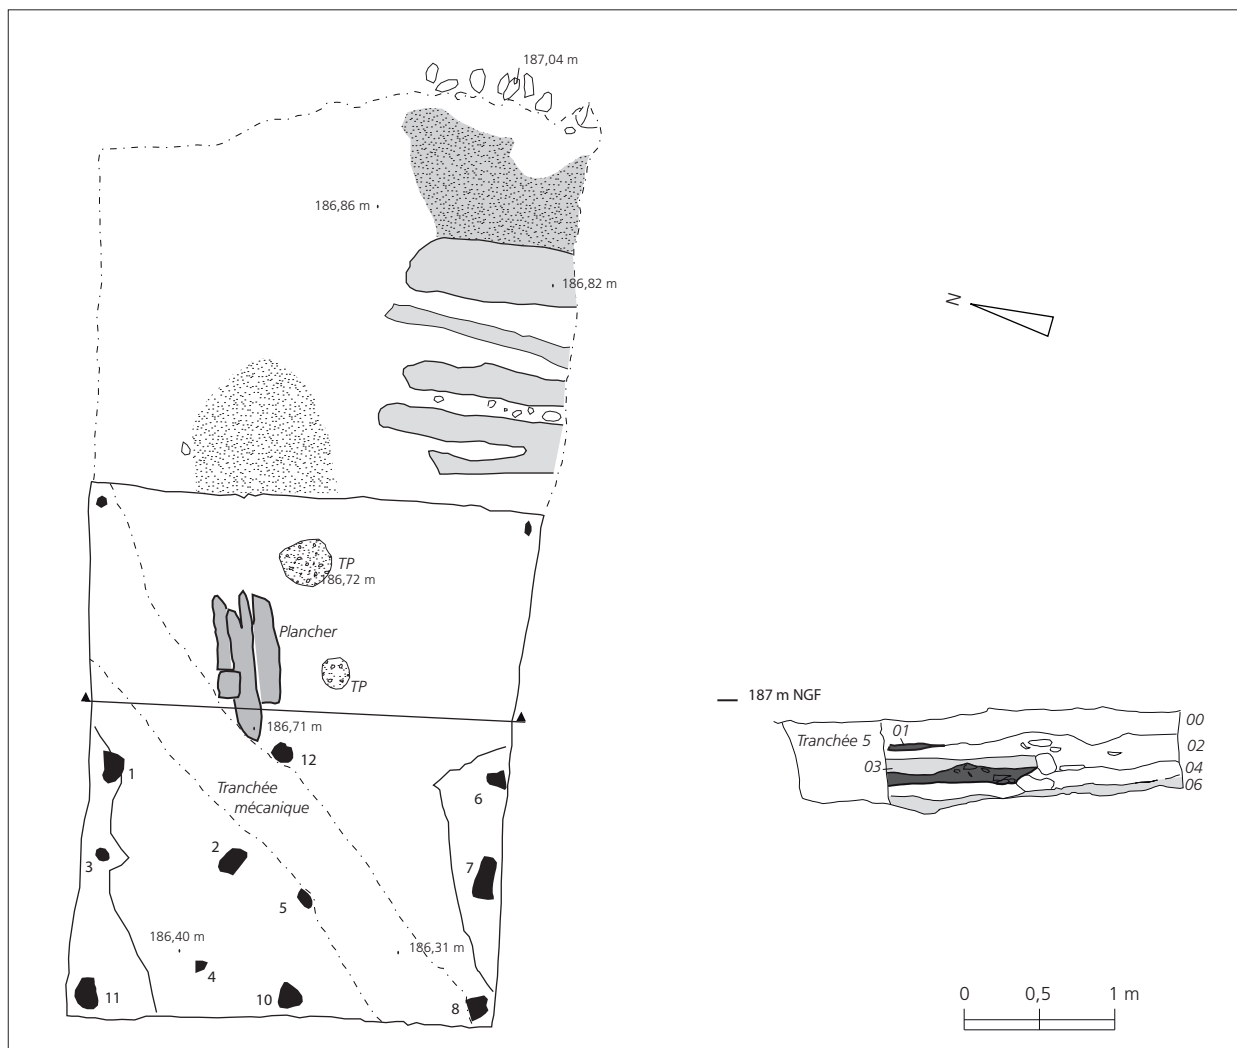 187,04 m
186,86 m
186,82 m
N
TP
186,72 m
Plancher
TP
187 m NGF
00
01
Tranchée 5
02
03
04
06
186,71 m
12
1
Tranchée
mécanique
6
2
3
7
5
186,40 m
186,31 m
4
11
10
8
0
0,5
1 m